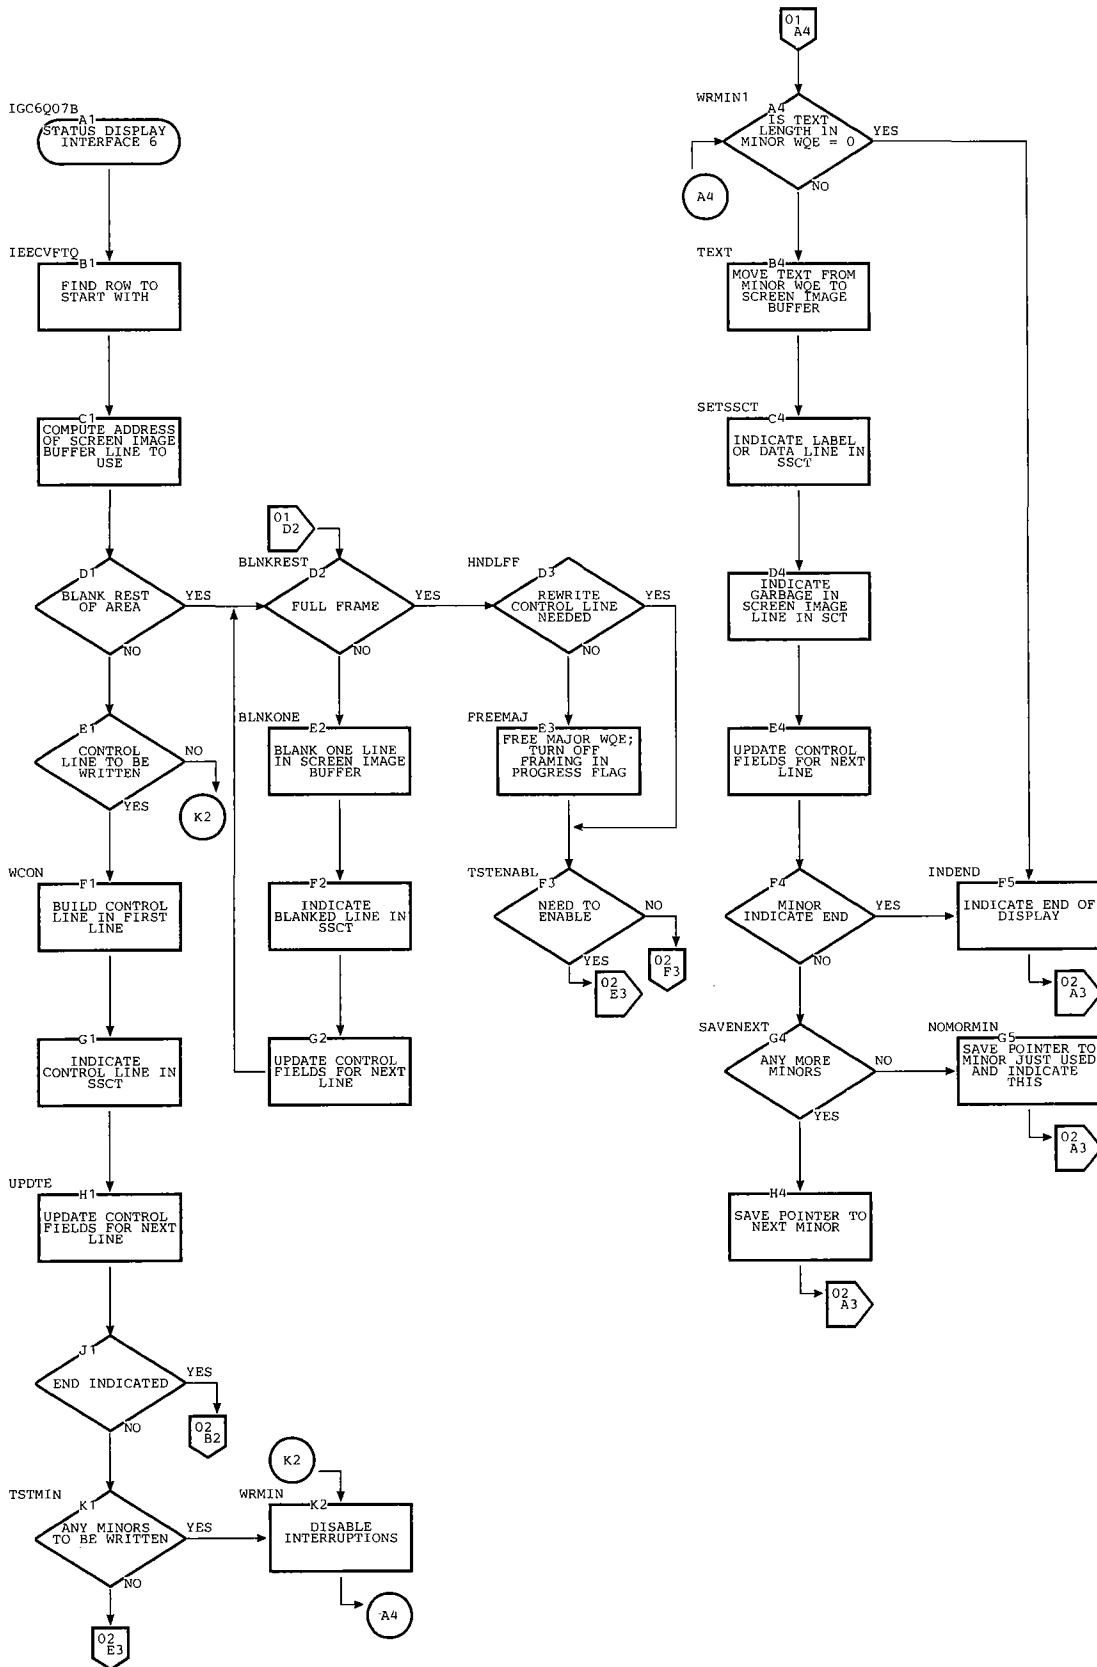 IGC6Q07B
A1
STATUS DISPLAY
INTERFACE 6
IEECVFTQ
B1
FIND ROW TO
START WITH
C1
COMPUTE ADDRESS
OF SCREEN IMAGE
BUFFER LINE TO
USE
D1
BLANK REST
OF AREA
YES
NO
E1
CONTROL
LINE TO BE
WRITTEN
NO
YES
K2
WCON
F1
BUILD CONTROL
LINE IN FIRST
LINE
G1
INDICATE
CONTROL LINE IN
SSCT
UPDTE
H1
UPDATE CONTROL
FIELDS FOR NEXT
LINE
J1
END INDICATED
YES
NO
02
B2
TSTMIN
K1
ANY MINORS
TO BE WRITTEN
YES
NO
02
E3
01
D2
BLNKREST
D2
FULL FRAME
YES
NO
BLNKONE
E2
BLANK ONE LINE
IN SCREEN IMAGE
BUFFER
F2
INDICATE
BLANKED LINE IN
SSCT
G2
UPDATE CONTROL
FIELDS FOR NEXT
LINE
K2
WRMIN
K2
DISABLE
INTERRUPTIONS
A4
HNDLFF
D3
REWRITE
CONTROL LINE
NEEDED
YES
NO
FREEMAJ
E3
FREE MAJOR WQE;
TURN OFF
FRAMING IN
PROGRESS FLAG
TSTENABL
F3
NEED TO
ENABLE
NO
YES
02
F3
02
E3
01
A4
WRMIN1
A4
IS TEXT
LENGTH IN
MINOR WQE = 0
YES
NO
A4
TEXT
B4
MOVE TEXT FROM
MINOR WQE TO
SCREEN IMAGE
BUFFER
SETSSCT
C4
INDICATE LABEL
OR DATA LINE IN
SSCT
D4
INDICATE
GARBAGE IN
SCREEN IMAGE
LINE IN SCT
E4
UPDATE CONTROL
FIELDS FOR NEXT
LINE
F4
MINOR
INDICATE END
YES
NO
SAVENEXT
G4
ANY MORE
MINORS
NO
YES
H4
SAVE POINTER TO
NEXT MINOR
02
A3
INDEND
F5
INDICATE END OF
DISPLAY
02
A3
NOMORMIN
G5
SAVE POINTER TO
MINOR JUST USED
AND INDICATE
THIS
02
A3